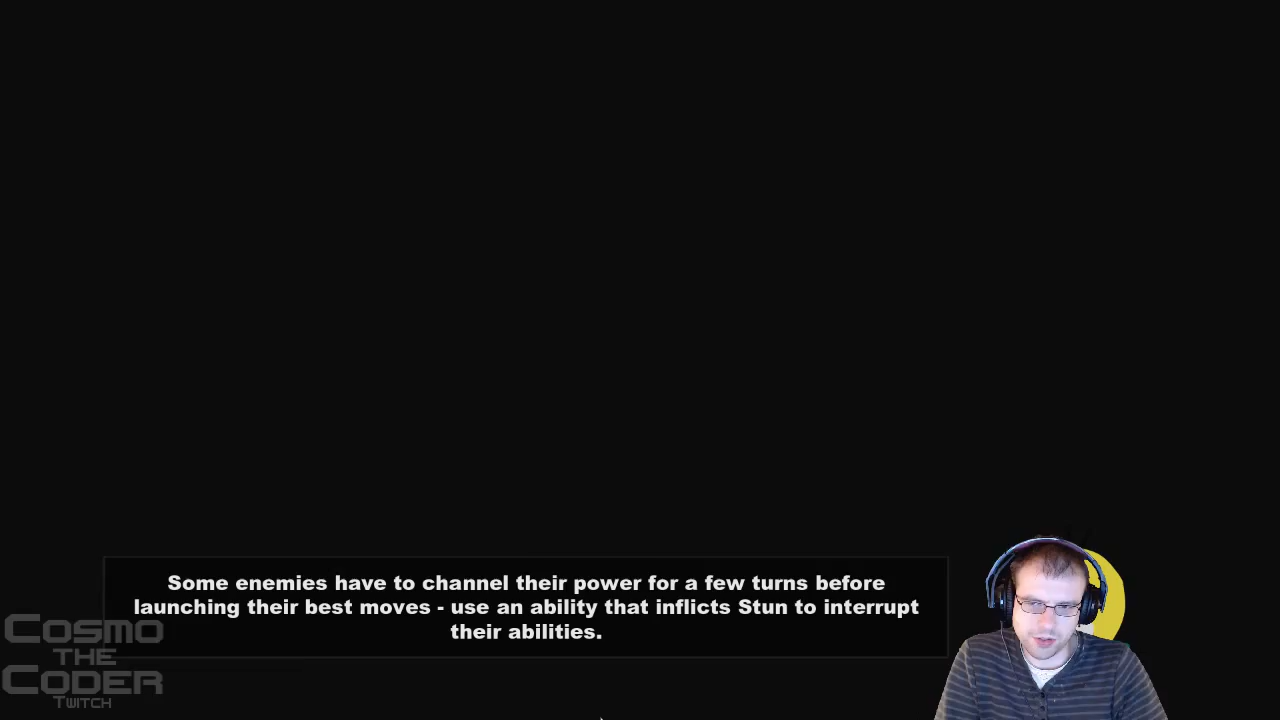 Some enemies have to channel their power for a few turns before
launching their best moves - use an ability that inflicts Stun to interrupt
their abilities.
Cosmo
the
Coder
Twitch